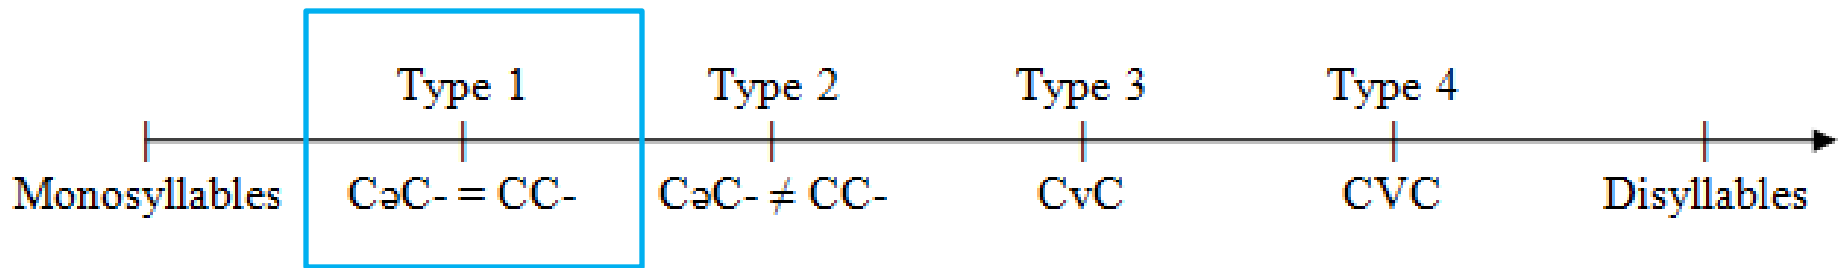 Type 1 Type 2 Type 3 Type 4
Monosyllables CəC- = CC- CəC- ≠ CC- CvC CVC Disyllables